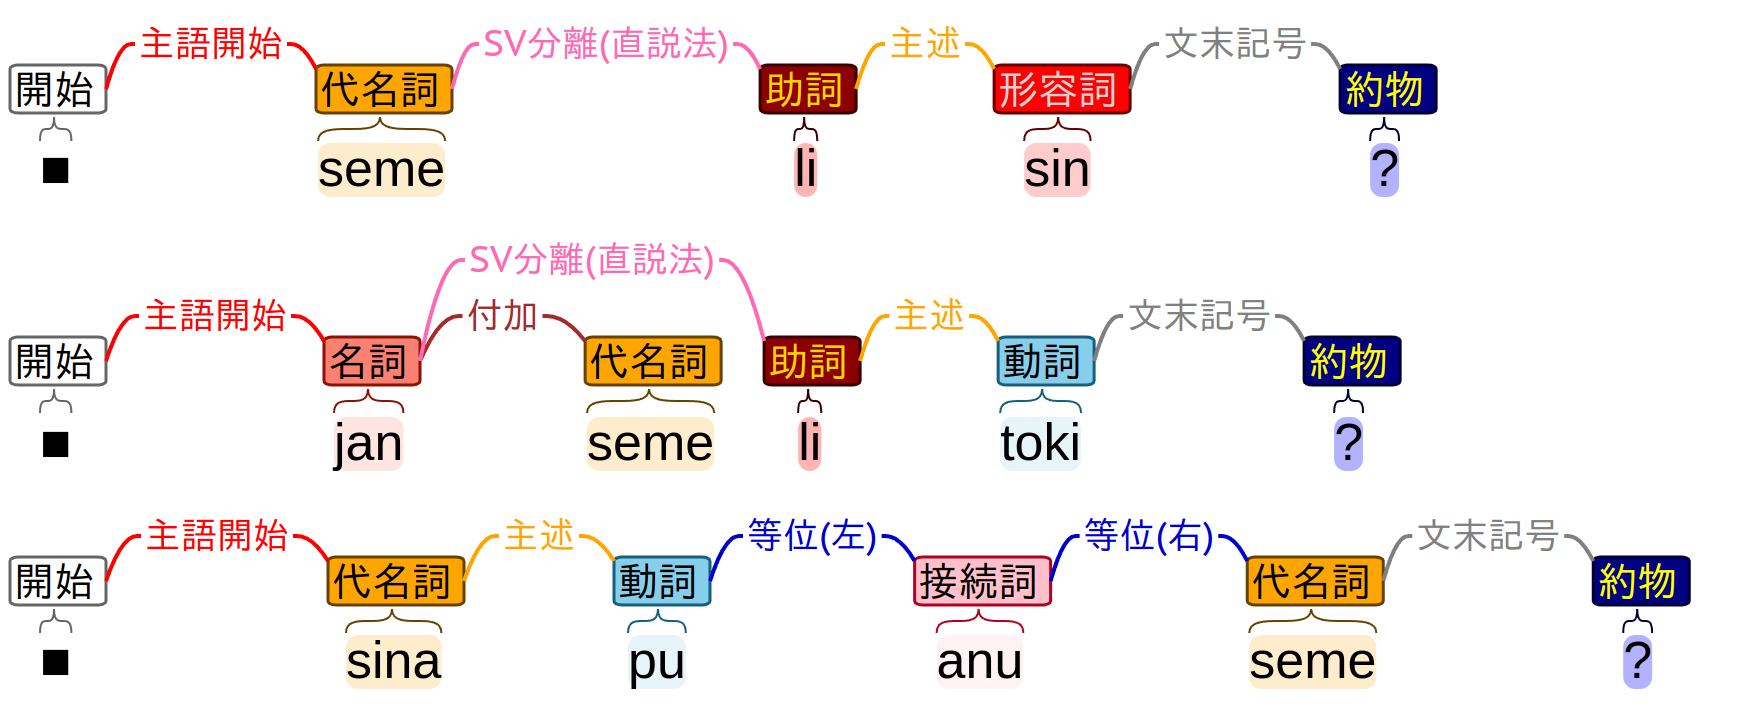 主語開始 SV分離(直説法) 主述 文末記号
開始 代名詞 助詞 形容詞 約物
■ seme li sin ?
SV分離(直説法)
主語開始 付加 主述 文末記号
開始 名詞 代名詞 助詞 動詞 約物
■ jan seme li toki ?
主語開始 主述 等位(左) 等位(右) 文末記号
開始 代名詞 動詞 接続詞 代名詞 約物
■ sina pu anu seme ?